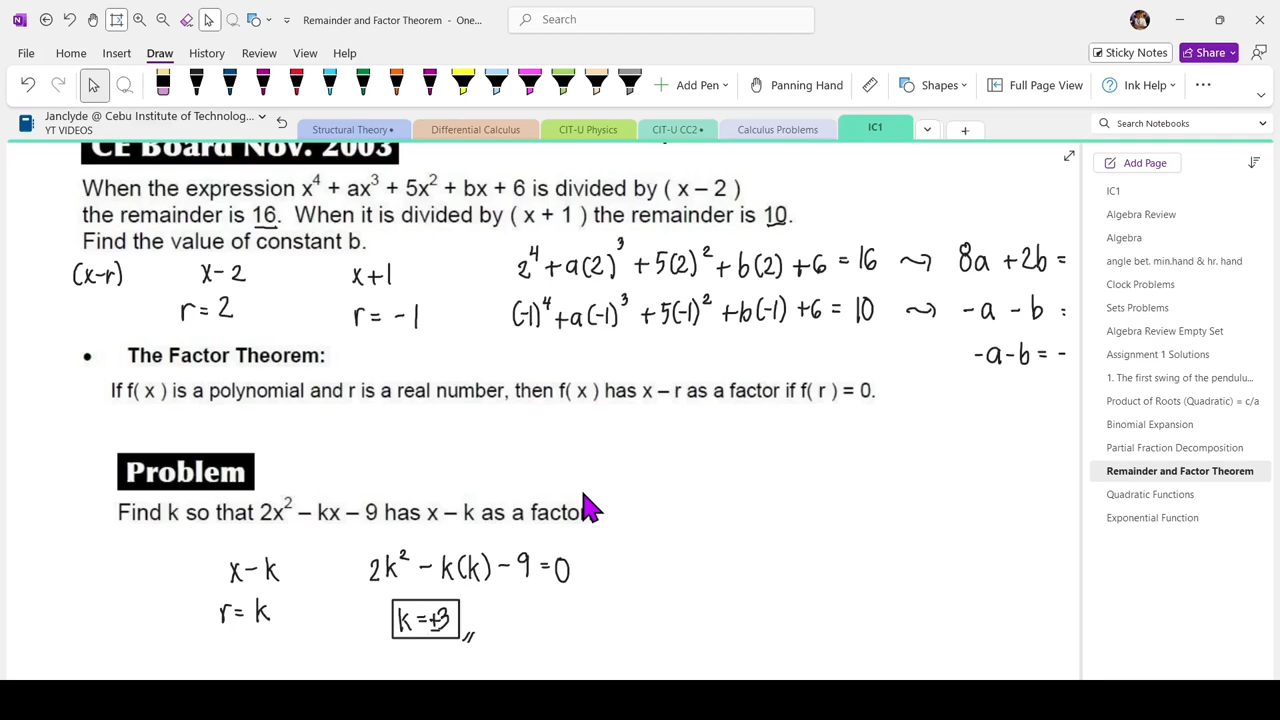 Remainder and Factor Theorem - One...
Search
File Home Insert Draw History Review View Help
Sticky Notes Share
Add Pen Panning Hand Shapes Full Page View Ink Help
Janclyde @ Cebu Institute of Technolog...
YT VIDEOS
Structural Theory Differential Calculus CIT-U Physics CIT-U CC2 Calculus Problems IC1
Search Notebooks
Add Page
IC1
Algebra Review
Algebra
angle bet. min.hand & hr. hand
Clock Problems
Sets Problems
Algebra Review Empty Set
Assignment 1 Solutions
1. The first swing of the pendulu...
Product of Roots (Quadratic) = c/a
Binomial Expansion
Partial Fraction Decomposition
Remainder and Factor Theorem
Quadratic Functions
Exponential Function
CE Board Nov. 2003
When the expression x⁴ + ax³ + 5x² + bx + 6 is divided by ( x – 2 )
the remainder is 16. When it is divided by ( x + 1 ) the remainder is 10.
Find the value of constant b.
(x-r) x-2 x+1
r=2 r=-1
2⁴ + a(2)³ + 5(2)² + b(2) + 6 = 16 ⤳ 8a + 2b =
(-1)⁴ + a(-1)³ + 5(-1)² + b(-1) + 6 = 10 ⤳ -a - b =
-a-b = -
• The Factor Theorem:
If f( x ) is a polynomial and r is a real number, then f( x ) has x – r as a factor if f( r ) = 0.
Problem
Find k so that 2x² – kx – 9 has x – k as a factor
x-k 2k² - k(k) - 9 = 0
r= k k = ±3 //